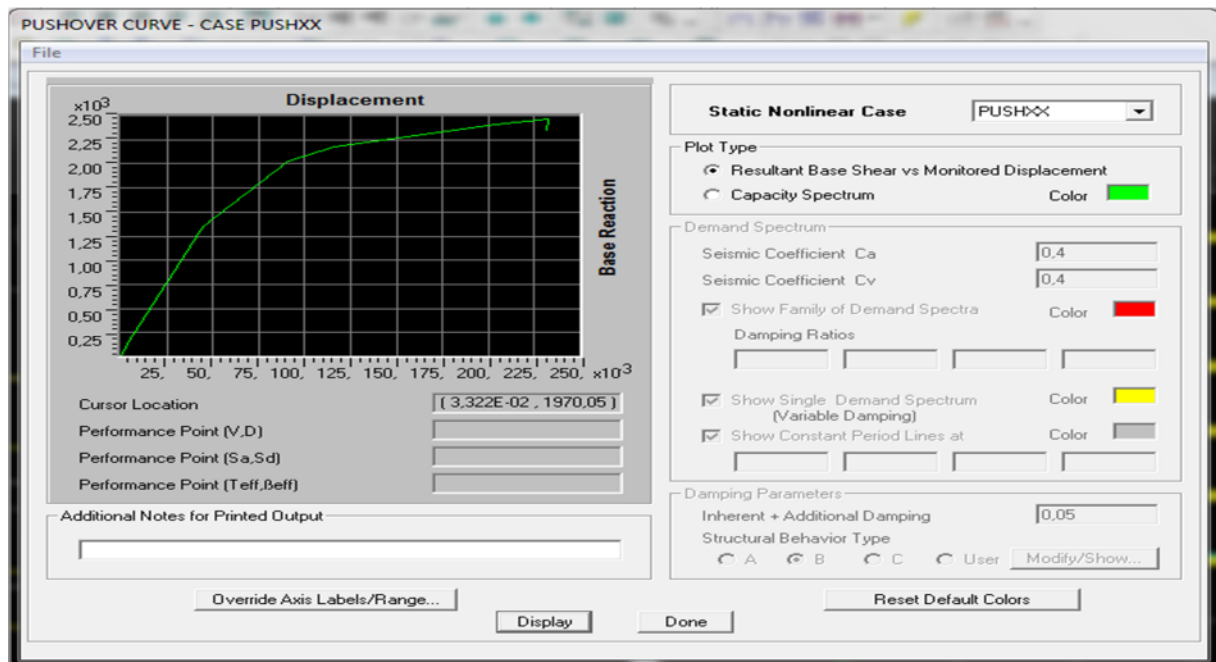 PUSHOVER CURVE - CASE PUSHXX
File
Displacement
x10³
2,50
2,25
2,00
1,75
1,50
1,25
1,00
0,75
0,50
0,25
25, 50, 75, 100, 125, 150, 175, 200, 225, 250, x10⁻³
Base Reaction
Cursor Location [ 3,322E-02 , 1970,05 ]
Performance Point (V,D)
Performance Point (Sa,Sd)
Performance Point (Teff,ßeff)
Additional Notes for Printed Output
Override Axis Labels/Range...
Static Nonlinear Case PUSHXX
Plot Type
Resultant Base Shear vs Monitored Displacement
Capacity Spectrum Color
Demand Spectrum
Seismic Coefficient Ca 0,4
Seismic Coefficient Cv 0,4
Show Family of Demand Spectra Color
Damping Ratios
Show Single Demand Spectrum Color
(Variable Damping)
Show Constant Period Lines at Color
Damping Parameters
Inherent + Additional Damping 0,05
Structural Behavior Type
A B C User Modify/Show...
Reset Default Colors
Display Done